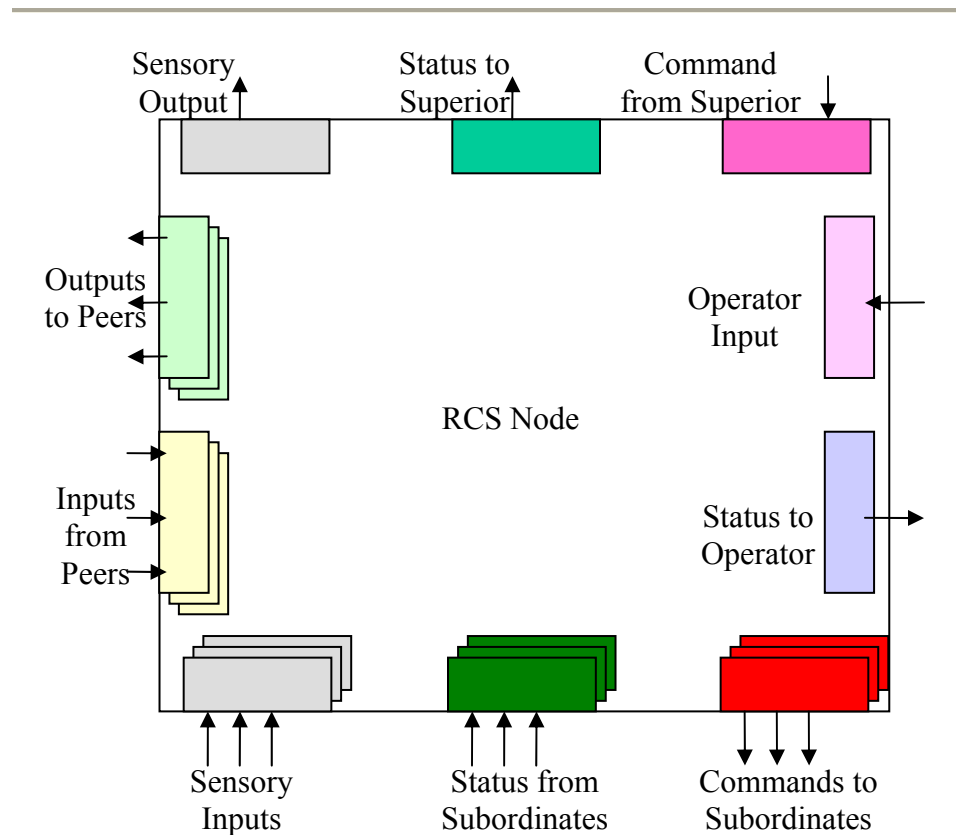 Sensory
Output
Status to
Superior
Command
from Superior
Outputs
to Peers
Operator
Input
RCS Node
Inputs
from
Peers
Status to
Operator
Sensory
Inputs
Status from
Subordinates
Commands to
Subordinates